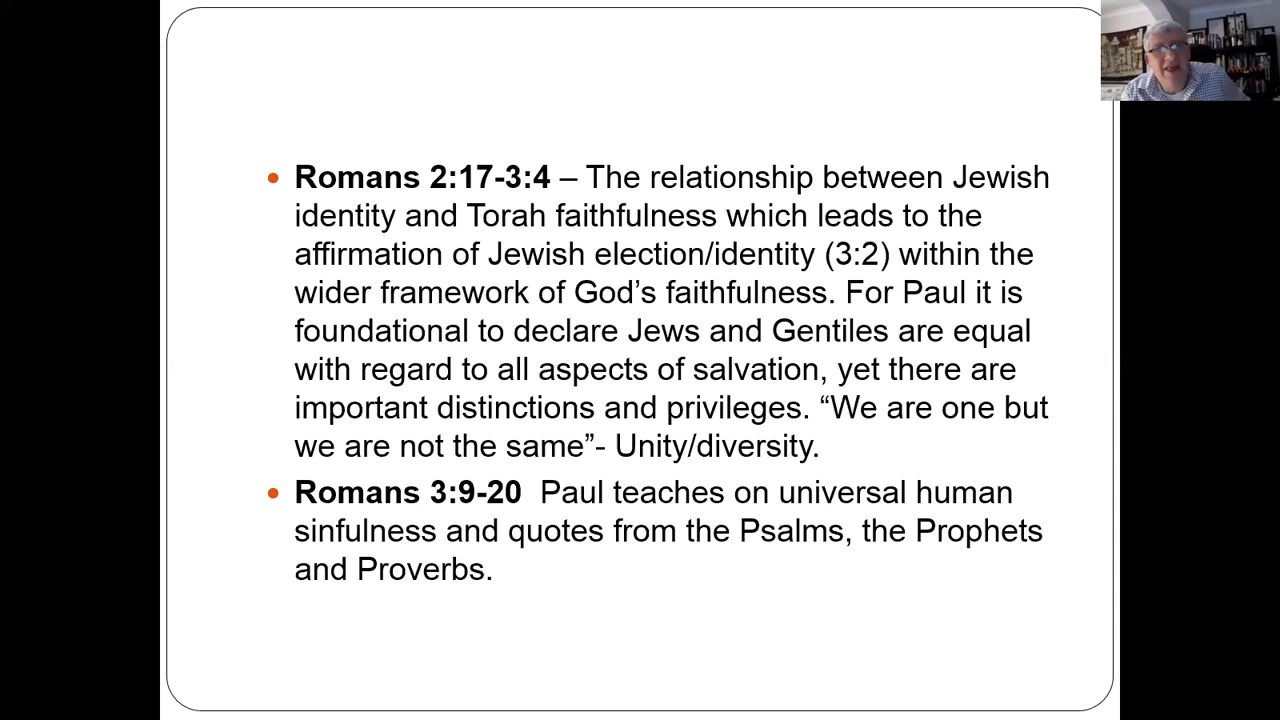 • Romans 2:17-3:4 – The relationship between Jewish
identity and Torah faithfulness which leads to the
affirmation of Jewish election/identity (3:2) within the
wider framework of God’s faithfulness. For Paul it is
foundational to declare Jews and Gentiles are equal
with regard to all aspects of salvation, yet there are
important distinctions and privileges. “We are one but
we are not the same”- Unity/diversity.
• Romans 3:9-20  Paul teaches on universal human
sinfulness and quotes from the Psalms, the Prophets
and Proverbs.